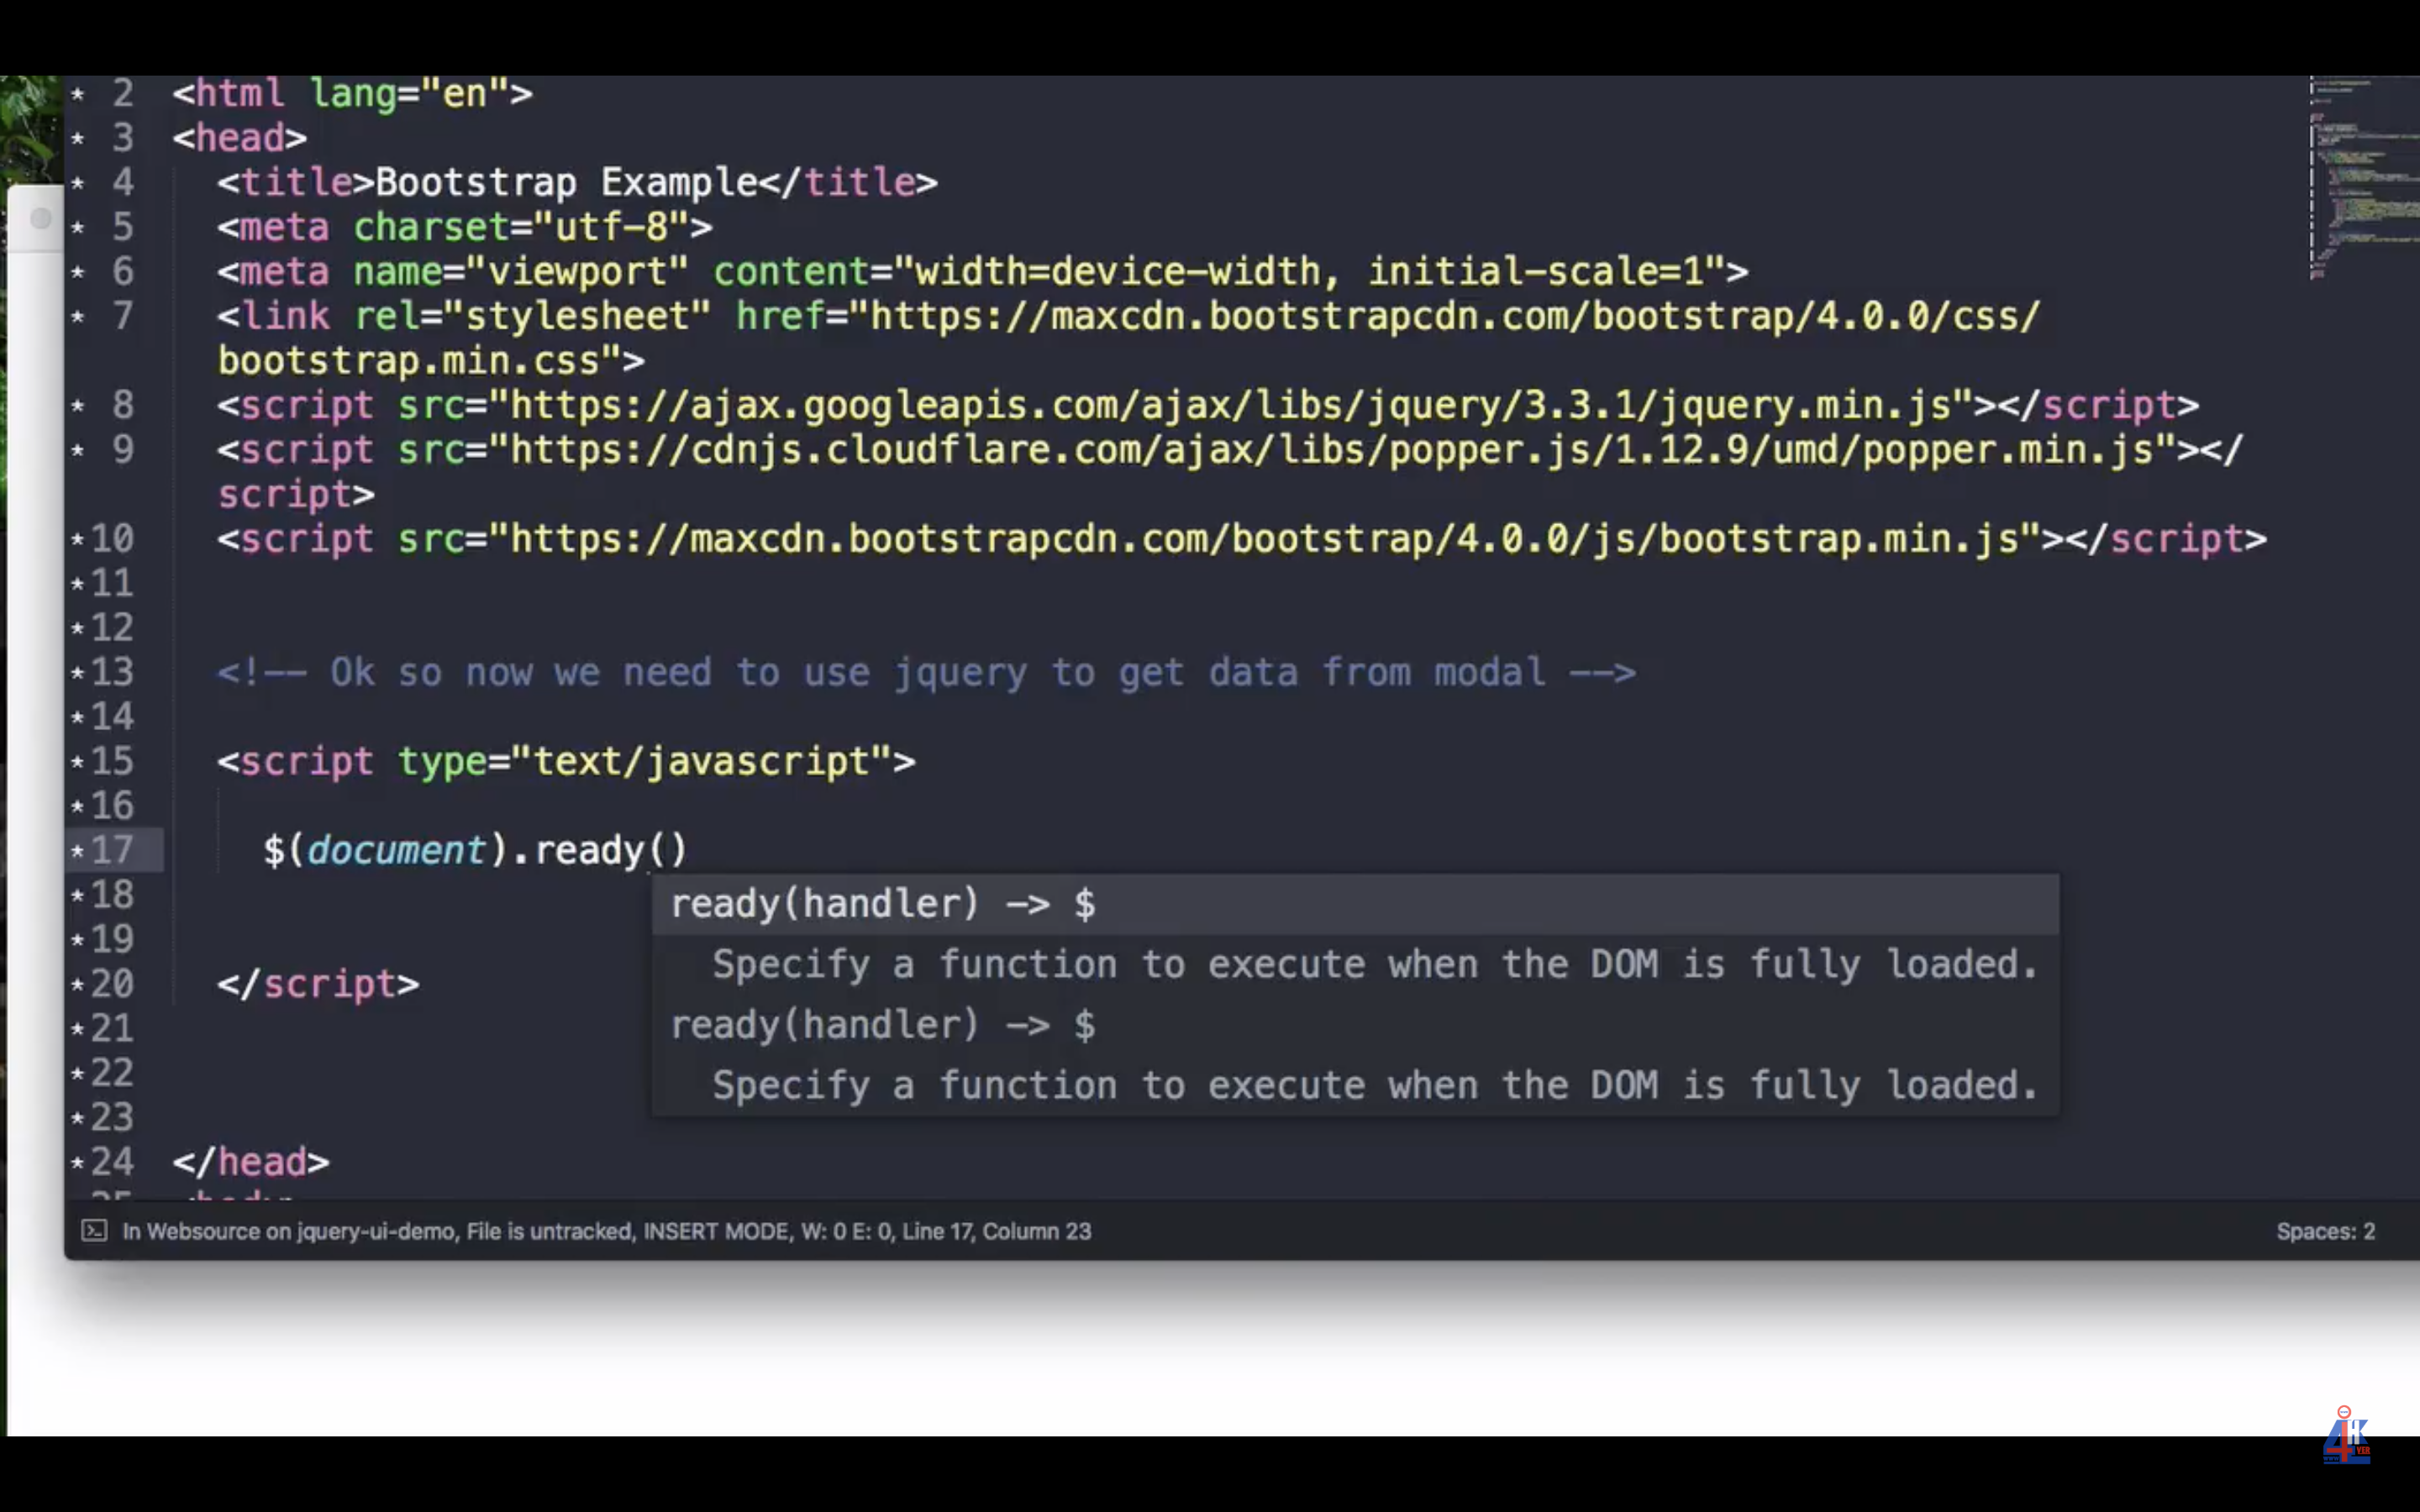 * 2 <html lang="en">
* 3 <head>
* 4 <title>Bootstrap Example</title>
* 5 <meta charset="utf-8">
* 6 <meta name="viewport" content="width=device-width, initial-scale=1">
* 7 <link rel="stylesheet" href="https://maxcdn.bootstrapcdn.com/bootstrap/4.0.0/css/
bootstrap.min.css">
* 8 <script src="https://ajax.googleapis.com/ajax/libs/jquery/3.3.1/jquery.min.js"></script>
* 9 <script src="https://cdnjs.cloudflare.com/ajax/libs/popper.js/1.12.9/umd/popper.min.js"></
script>
*10 <script src="https://maxcdn.bootstrapcdn.com/bootstrap/4.0.0/js/bootstrap.min.js"></script>
*11
*12
*13 <!-- Ok so now we need to use jquery to get data from modal -->
*14
*15 <script type="text/javascript">
*16
*17 $(document).ready()
*18 ready(handler) -> $
*19 Specify a function to execute when the DOM is fully loaded.
*20 </script>
*21 ready(handler) -> $
*22 Specify a function to execute when the DOM is fully loaded.
*23
*24 </head>
In Websource on jquery-ui-demo, File is untracked, INSERT MODE, W: 0 E: 0, Line 17, Column 23 Spaces: 2